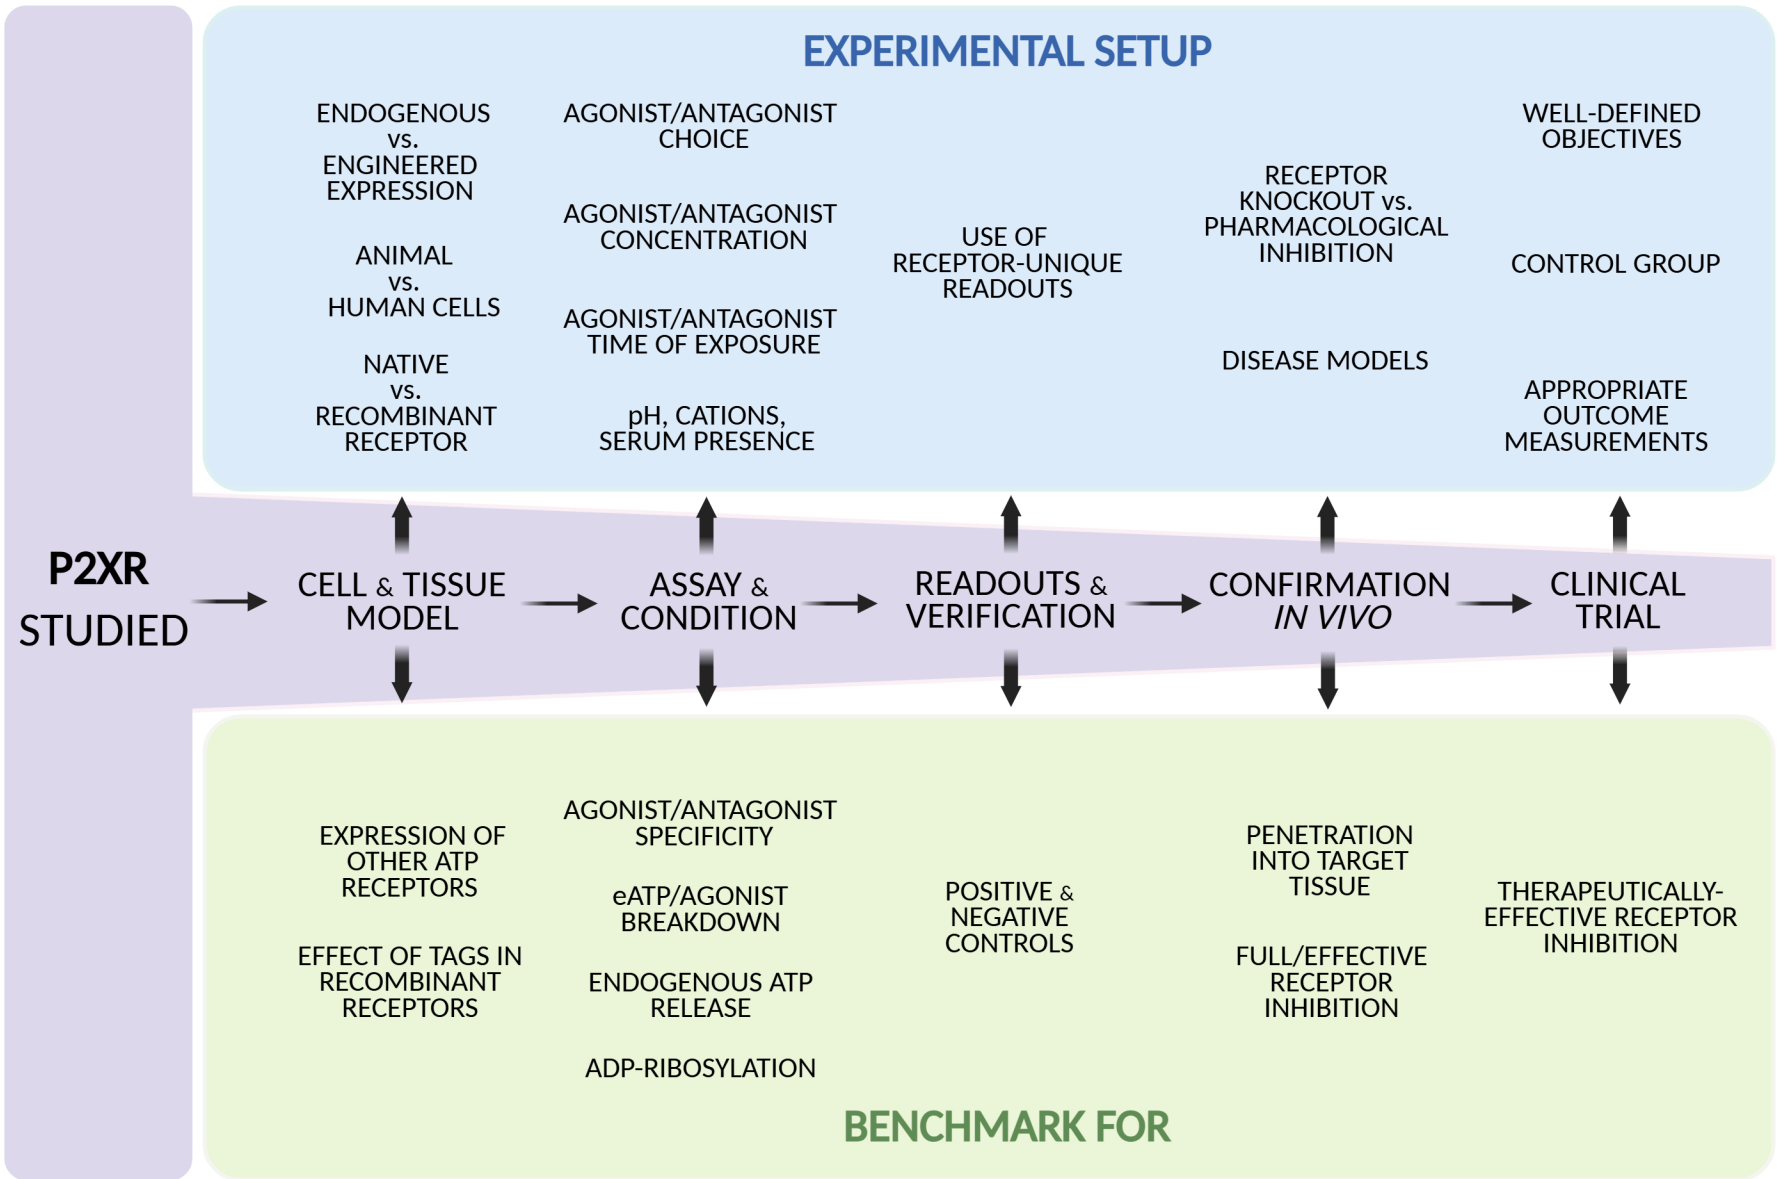 EXPERIMENTAL SETUP
ENDOGENOUS
vs.
ENGINEERED
EXPRESSION
ANIMAL
vs.
HUMAN CELLS
NATIVE
vs.
RECOMBINANT
RECEPTOR
AGONIST/ANTAGONIST
CHOICE
AGONIST/ANTAGONIST
CONCENTRATION
AGONIST/ANTAGONIST
TIME OF EXPOSURE
pH, CATIONS,
SERUM PRESENCE
USE OF
RECEPTOR-UNIQUE
READOUTS
RECEPTOR
KNOCKOUT vs.
PHARMACOLOGICAL
INHIBITION
DISEASE MODELS
WELL-DEFINED
OBJECTIVES
CONTROL GROUP
APPROPRIATE
OUTCOME
MEASUREMENTS
P2XR
STUDIED
CELL & TISSUE
MODEL
ASSAY &
CONDITION
READOUTS &
VERIFICATION
CONFIRMATION
IN VIVO
CLINICAL
TRIAL
EXPRESSION OF
OTHER ATP
RECEPTORS
EFFECT OF TAGS IN
RECOMBINANT
RECEPTORS
AGONIST/ANTAGONIST
SPECIFICITY
eATP/AGONIST
BREAKDOWN
ENDOGENOUS ATP
RELEASE
ADP-RIBOSYLATION
POSITIVE &
NEGATIVE
CONTROLS
PENETRATION
INTO TARGET
TISSUE
FULL/EFFECTIVE
RECEPTOR
INHIBITION
THERAPEUTICALLY-
EFFECTIVE RECEPTOR
INHIBITION
BENCHMARK FOR